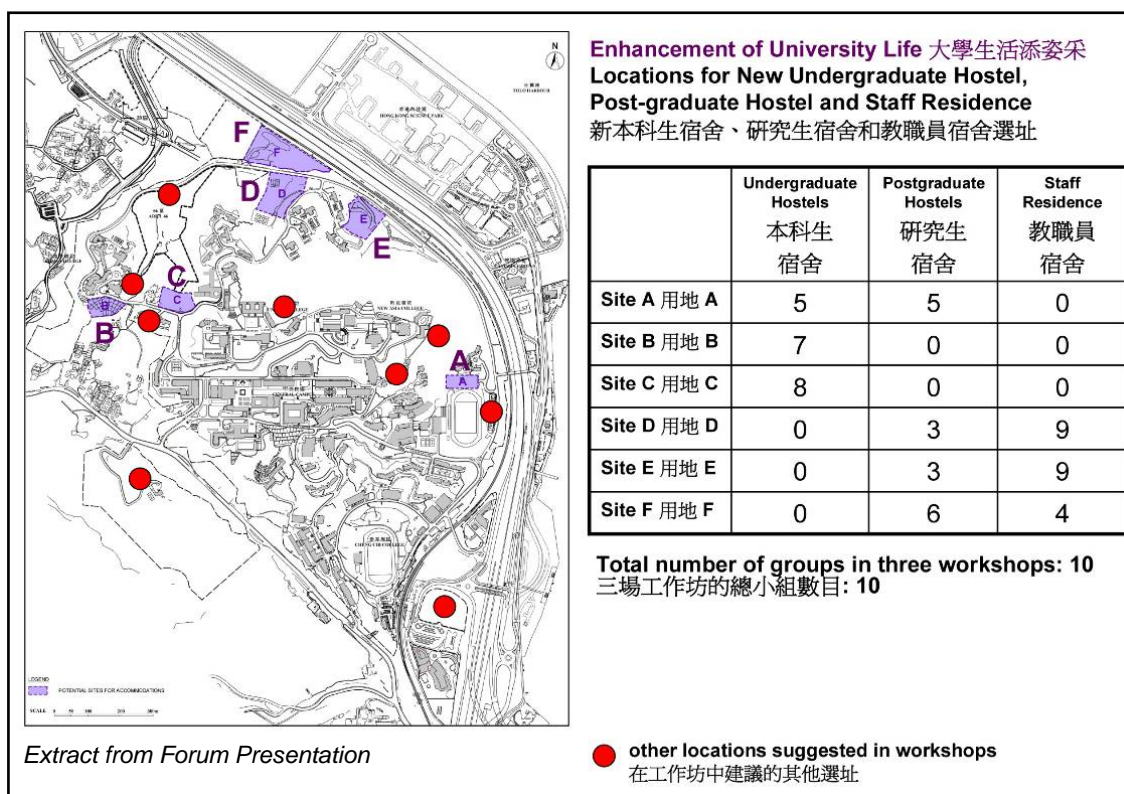 F
D
E
C
B
A
F
D
E
C
B
A
N
HONG KONG SCIENCE PARK
TOLO HARBOUR
NEW ASIA COLLEGE
CENTRAL CAMPUS
CHUNG CHI COLLEGE
LEGEND
POTENTIAL SITES FOR ACCOMMODATIONS
SCALE
Extract from Forum Presentation
Enhancement of University Life 大學生活添姿采
Locations for New Undergraduate Hostel,
Post-graduate Hostel and Staff Residence
新本科生宿舍、研究生宿舍和教職員宿舍選址
Undergraduate Hostels 本科生宿舍 Postgraduate Hostels 研究生宿舍 Staff Residence 教職員宿舍
Site A 用地 A 5 5 0
Site B 用地 B 7 0 0
Site C 用地 C 8 0 0
Site D 用地 D 0 3 9
Site E 用地 E 0 3 9
Site F 用地 F 0 6 4
Total number of groups in three workshops: 10
三場工作坊的總小組數目: 10
other locations suggested in workshops
在工作坊中建議的其他選址